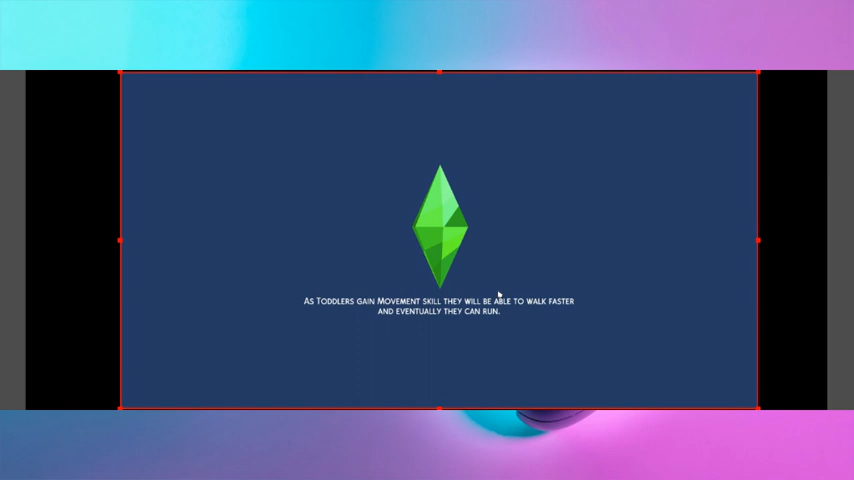 As Toddlers gain Movement skill they will be able to walk faster
and eventually they can run.